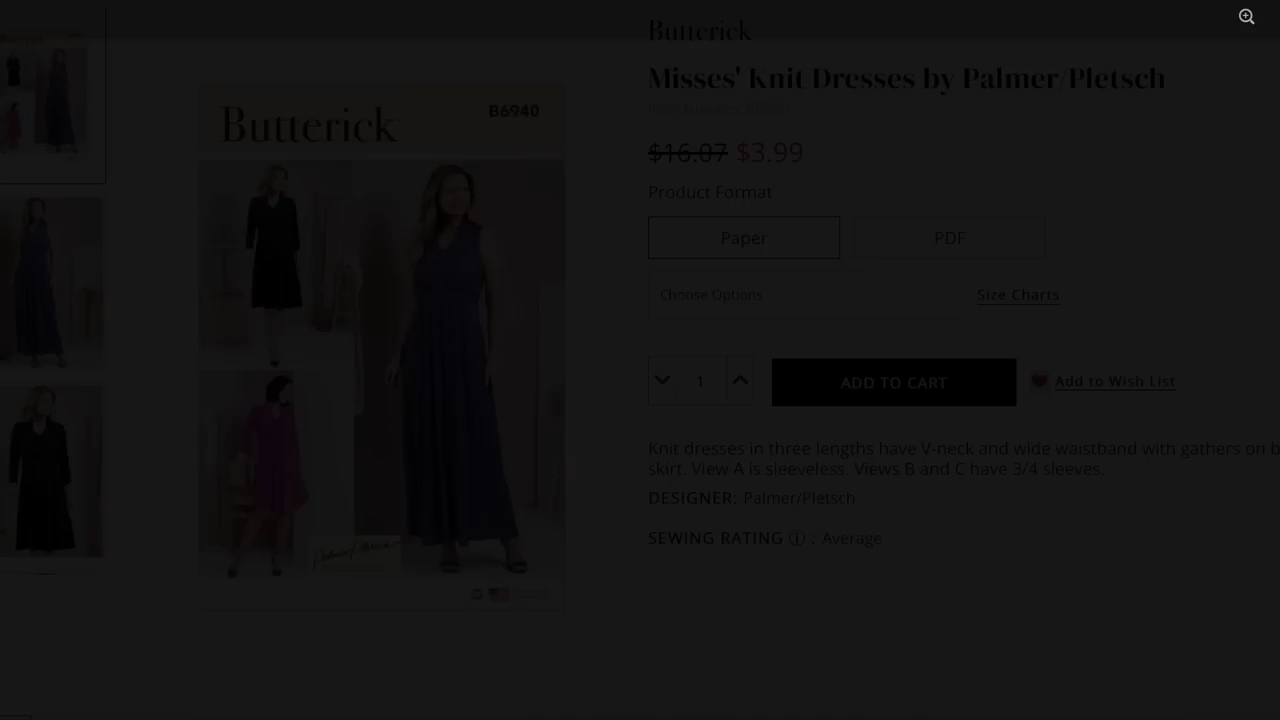 Butterick
Misses' Knit Dresses by Palmer/Pletsch
Butterick
B6940
$16.07 $3.99
Product Format
Paper
PDF
Choose Options
Size Charts
1
ADD TO CART
Add to Wish List
Knit dresses in three lengths have V-neck and wide waistband with gathers on b
skirt. View A is sleeveless. Views B and C have 3/4 sleeves.
DESIGNER: Palmer/Pletsch
SEWING RATING ⓘ : Average